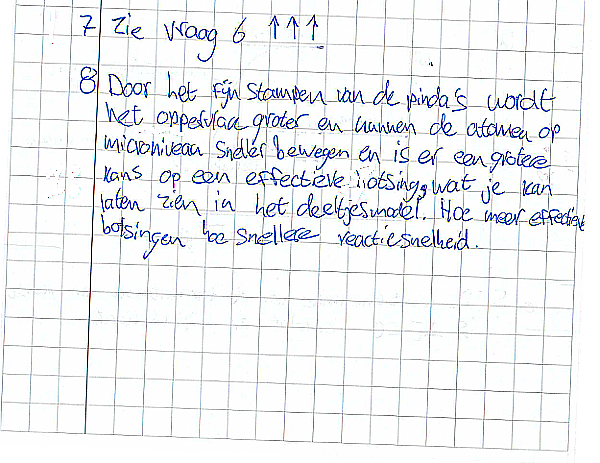 7 Zie vraag 6 ↑↑↑
8 Door het fijn stampen van de pinda's wordt
het oppervlak groter en kunnen de atomen op
microniveau sneller bewegen en is er een grotere
kans op een effectieve botsing, wat je kan
laten zien in het deeltjesmodel. Hoe meer effectieve
botsingen hoe snellere reactiesnelheid.